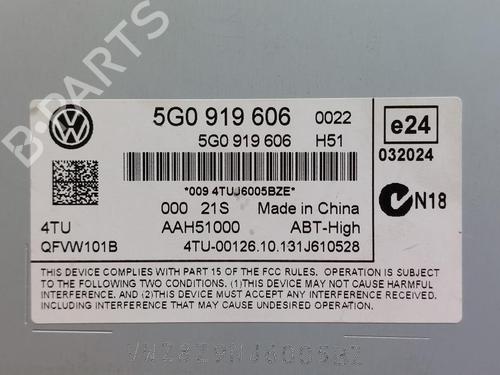 B-PARTS
5G0 919 606 0022
5G0 919 606 H51
e24
032024
*009 4TUJ6005BZE*
000 21S Made in China
N18
4TU AAH51000 ABT-High
QFVW101B 4TU-00126.10.131J610528
THIS DEVICE COMPLIES WITH PART 15 OF THE FCC RULES. OPERATION IS SUBJECT
TO THE FOLLOWING TWO CONDITIONS. (1)THIS DEVICE MAY NOT CAUSE HARMFUL
INTERFERENCE. AND (2)THIS DEVICE MUST ACCEPT ANY INTERFERENCE
RECEIVED. INCLUDING INTERFERENCE THAT MAY CAUSE UNDESIRED OPERATION.